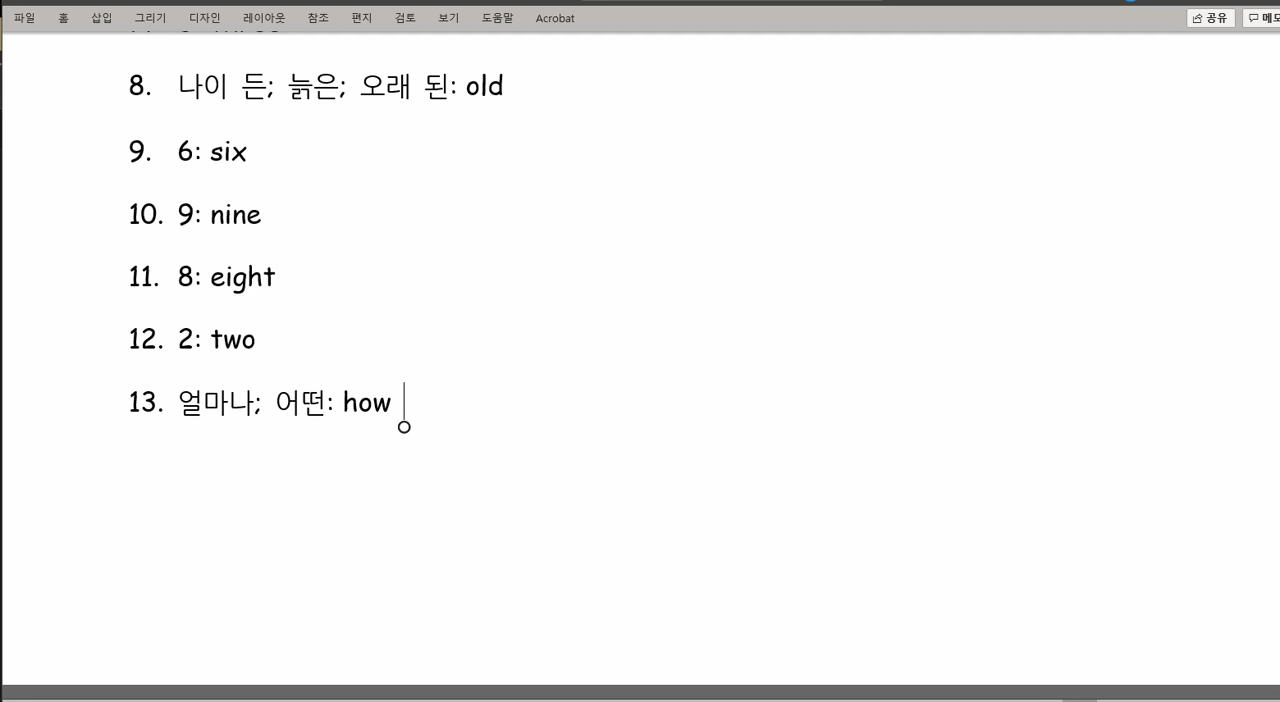 파일 홈 삽입 그리기 디자인 레이아웃 참조 편지 검토 보기 도움말 Acrobat 공유
8. 나이 든; 늙은; 오래 된: old
9. 6: six
10. 9: nine
11. 8: eight
12. 2: two
13. 얼마나; 어떤: how